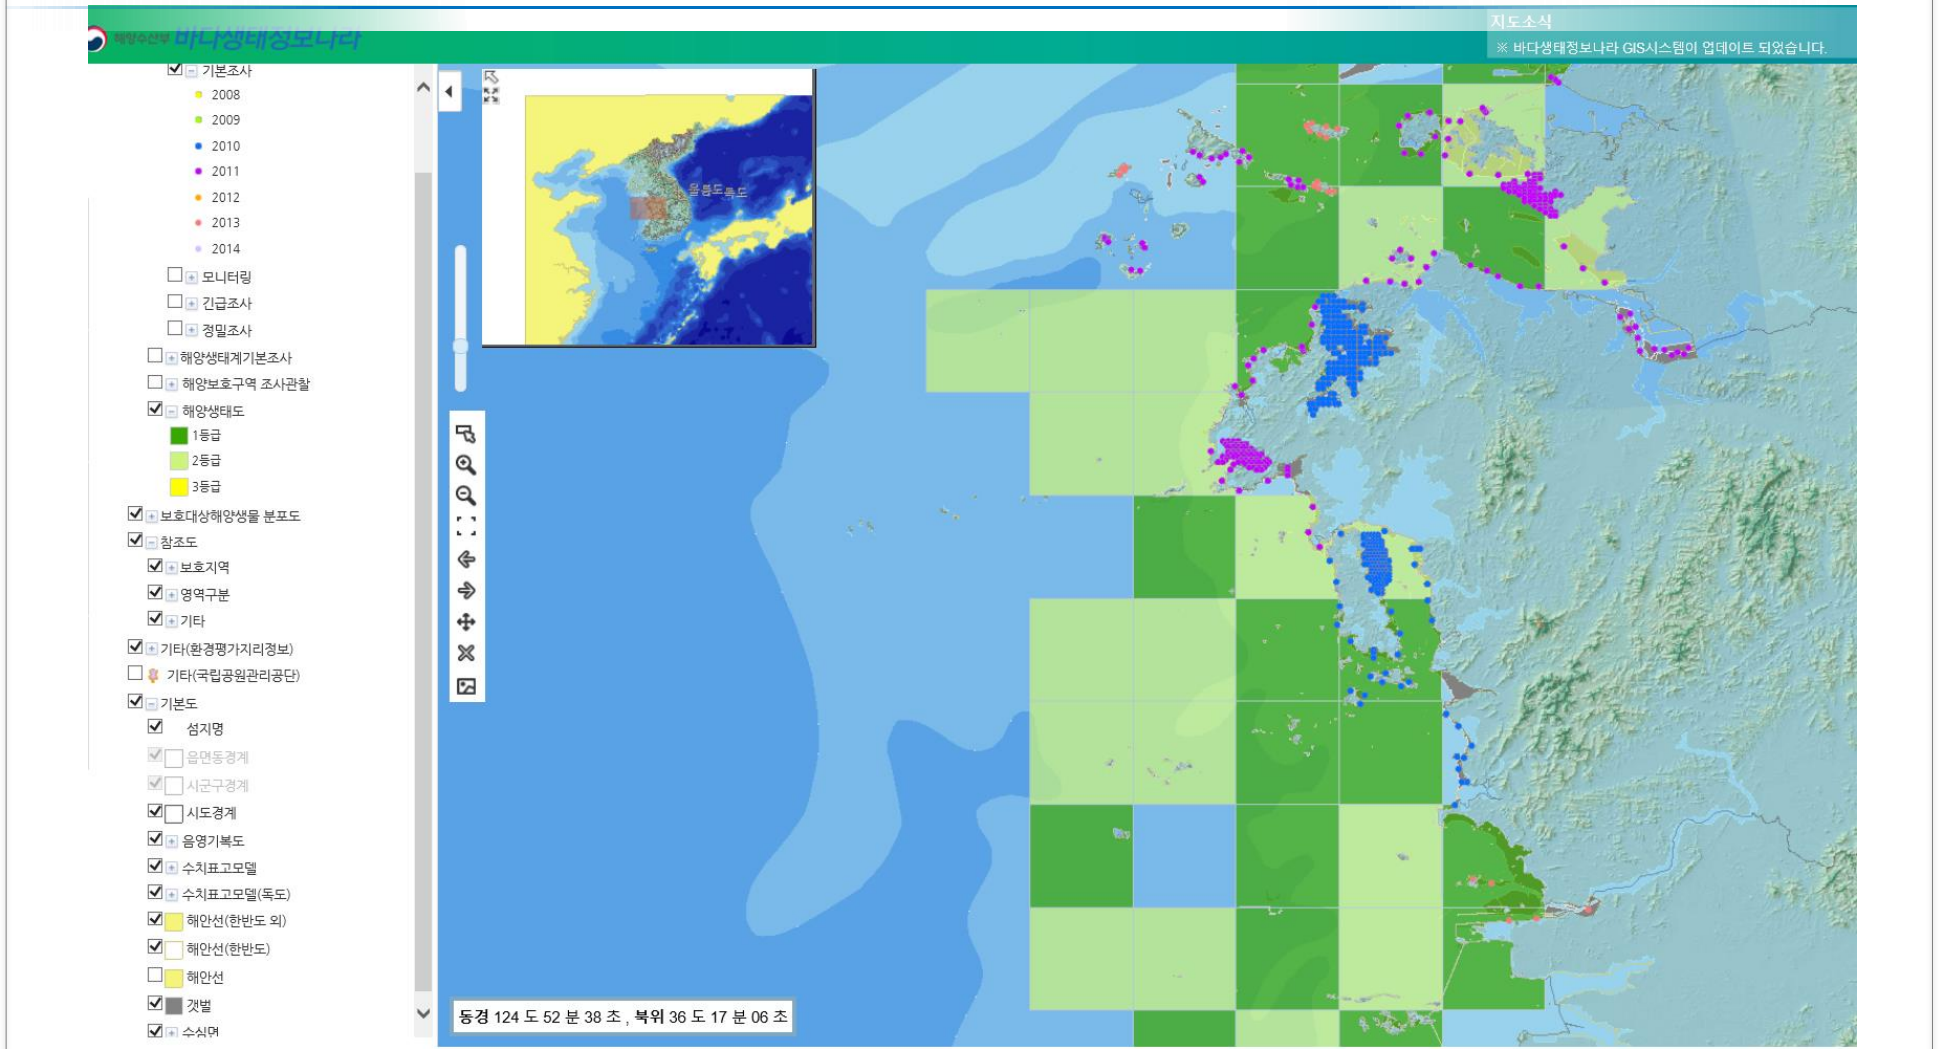 해양수산부 바다생태정보나라
지도소식
※ 바다생태정보나라 GIS시스템이 업데이트 되었습니다.
기본조사
2008
2009
2010
2011
2012
2013
2014
모니터링
긴급조사
정밀조사
해양생태계기본조사
해양보호구역 조사관찰
해양생태도
1등급
2등급
3등급
보호대상해양생물 분포도
참조도
보호지역
영역구분
기타
기타(환경평가지리정보)
기타(국립공원관리공단)
기본도
섬지명
읍면동경계
시군구경계
시도경계
음영기복도
수치표고모델
수치표고모델(독도)
해안선(한반도 외)
해안선(한반도)
해안선
갯벌
수심면
울릉도독도
동경 124 도 52 분 38 초 , 북위 36 도 17 분 06 초